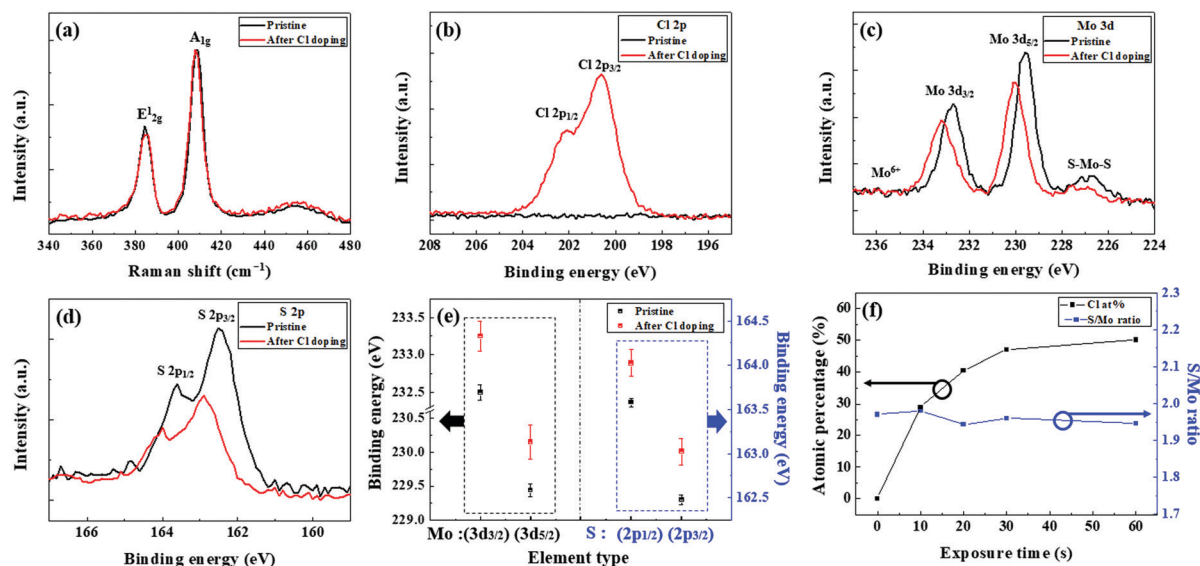 (a)
A1g
Pristine
After Cl doping
E12g
Intensity (a.u.)
340 360 380 400 420 440 460 480
Raman shift (cm−1)
(b)
Cl 2p
Pristine
After Cl doping
Cl 2p3/2
Cl 2p1/2
Intensity (a.u.)
208 206 204 202 200 198 196
Binding energy (eV)
(c)
Mo 3d
Pristine
After Cl doping
Mo 3d5/2
Mo 3d3/2
S-Mo-S
Mo6+
Intensity (a.u.)
236 234 232 230 228 226 224
Binding energy (eV)
(d)
S 2p
Pristine
After Cl doping
S 2p3/2
S 2p1/2
Intensity (a.u.)
166 164 162 160
Binding energy (eV)
(e)
Pristine
After Cl doping
233.5
233.0
232.5
230.5
230.0
229.5
229.0
Binding energy (eV)
164.5
164.0
163.5
163.0
162.5
Binding energy (eV)
Mo :(3d3/2) (3d5/2) S : (2p1/2) (2p3/2)
Element type
(f)
Cl at%
S/Mo ratio
60
50
40
30
20
10
0
Atomic percentage (%)
2.3
2.2
2.1
2.0
1.9
1.8
1.7
S/Mo ratio
0 10 20 30 40 50 60
Exposure time (s)